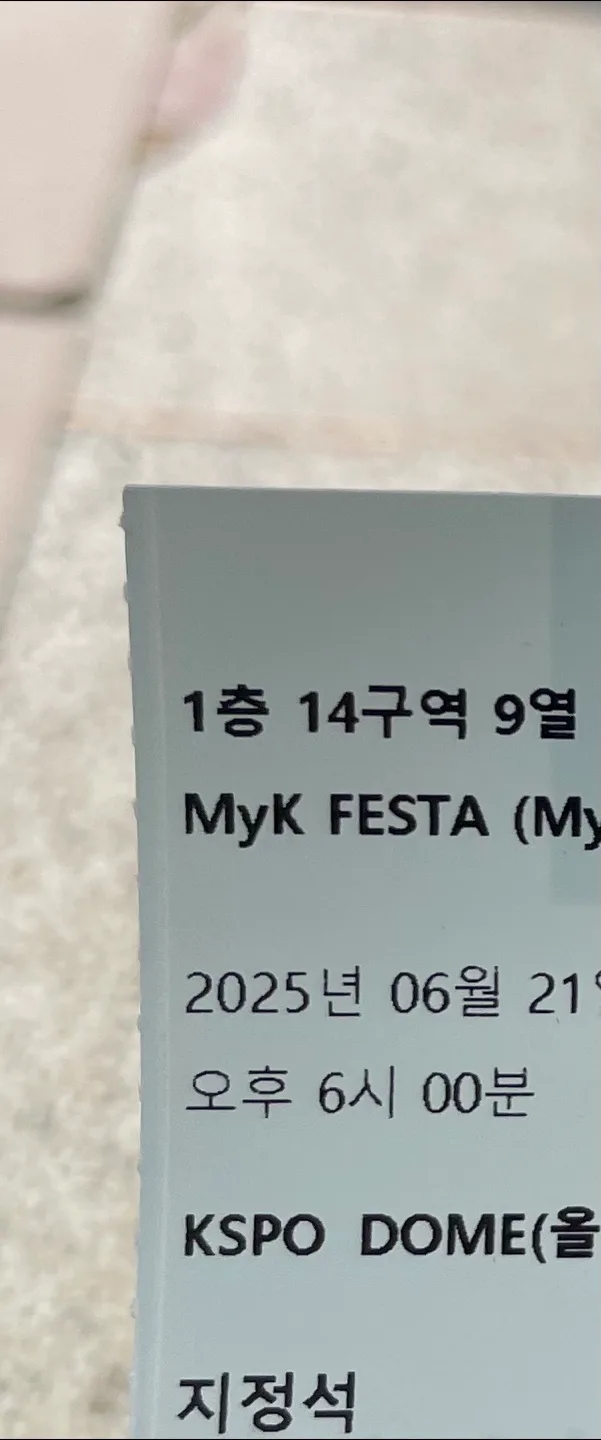 1층 14구역 9열
MyK FESTA (My
2025년 06월 21
오후 6시 00분
KSPO DOME(올
지정석